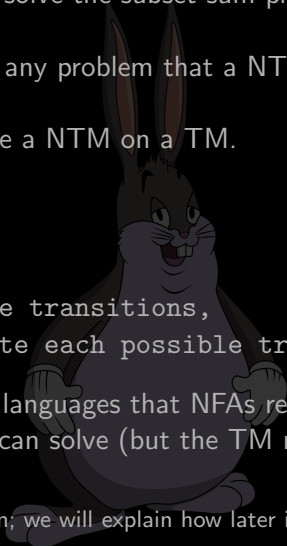 solve the subset sum pr
any problem that a NT
e a NTM on a TM.
e transitions,
te each possible tr
languages that NFAs re
can solve (but the TM r
n; we will explain how later i